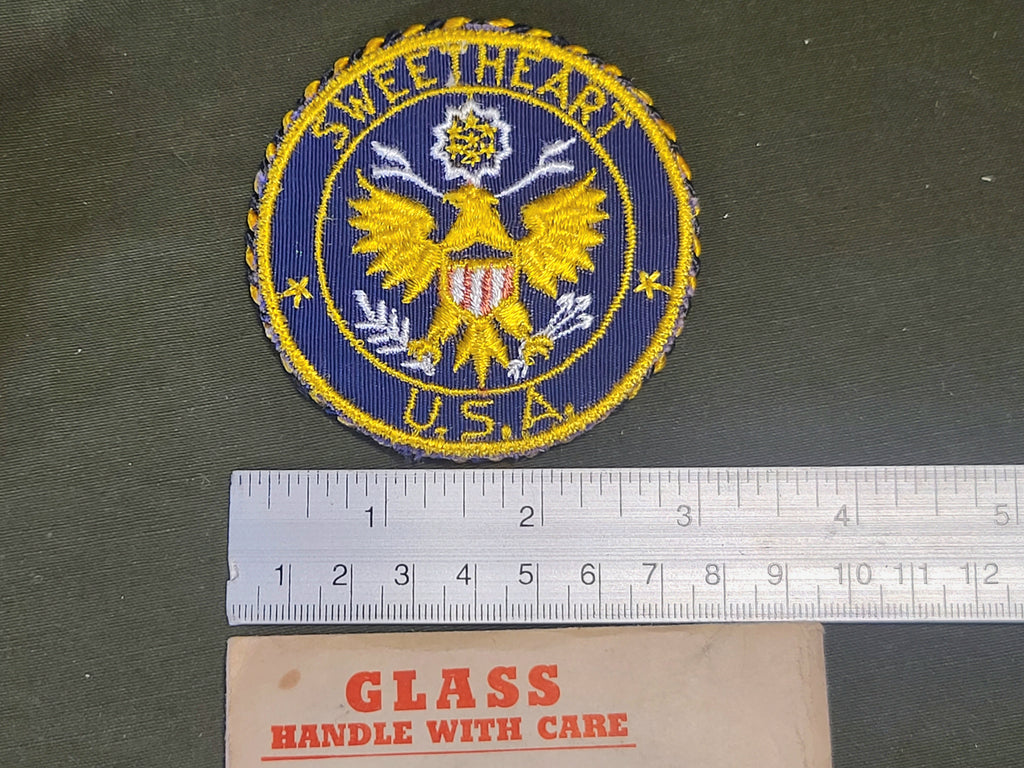 SWEETHEART
U.S.A.
1 2 3 4 5
1 2 3 4 5 6 7 8 9 10 11 12
GLASS
HANDLE WITH CARE